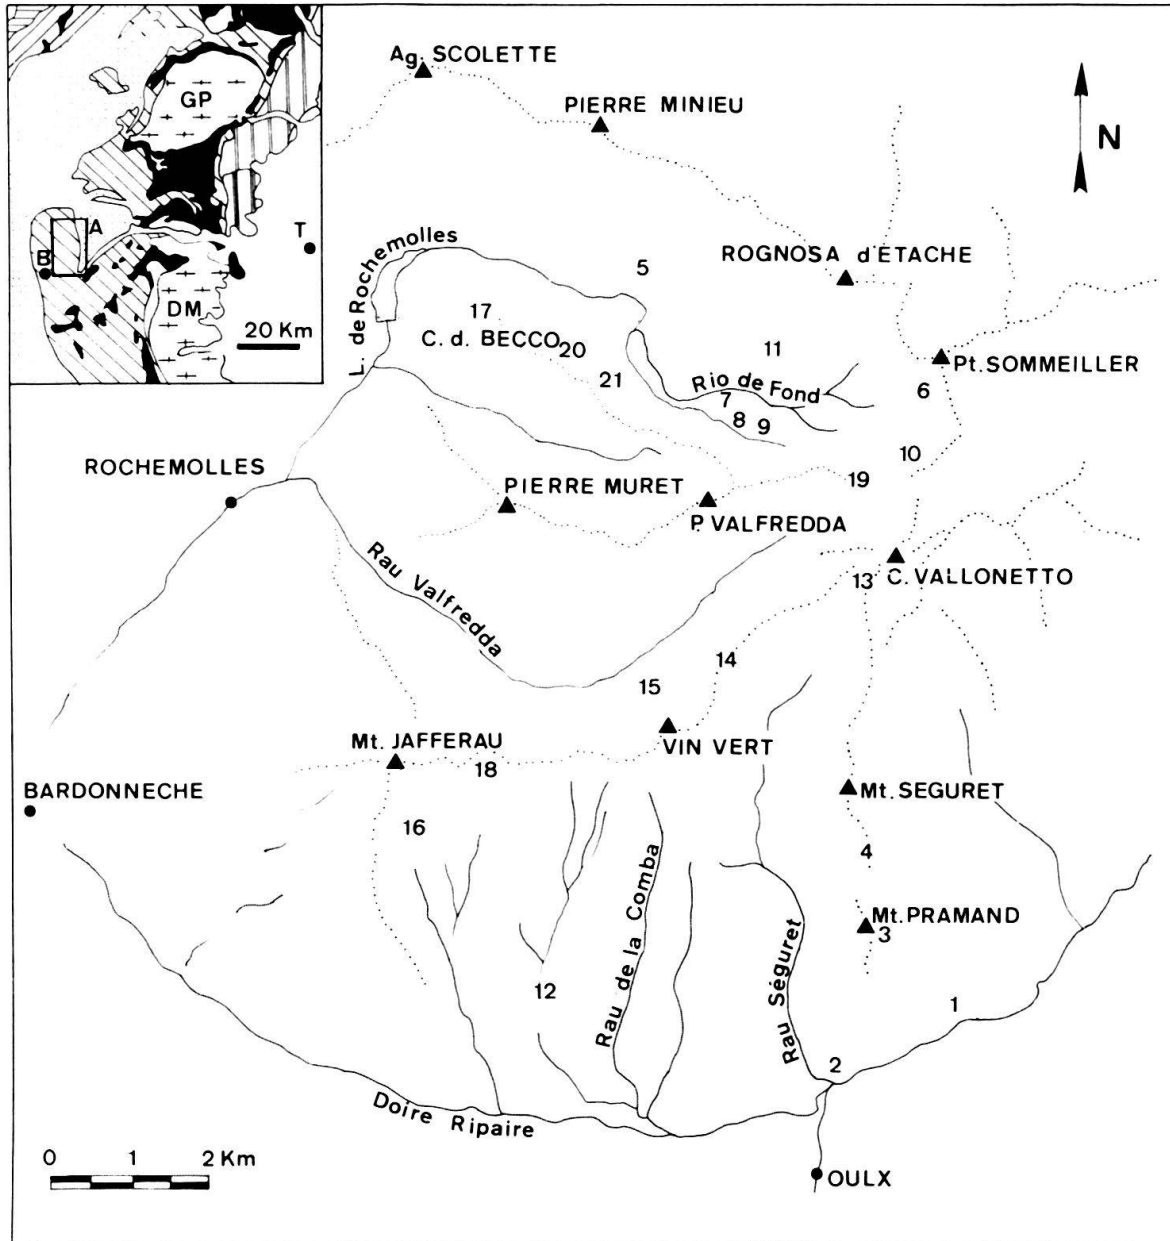 GP
A
B
T
DM
20 Km
Ag. SCOLETTE
PIERRE MINIEU
N
ROGNOSA d'ETACHE
L. de Rochemolles
5
17
C. d. BECCO
20
21
11
Rio de Fond
7
8
9
Pt. SOMMEILLER
6
10
19
ROCHEMOLLES
PIERRE MURET
P. VALFREDDA
Rau Valfredda
C. VALLONETTO
13
14
15
VIN VERT
Mt. JAFFERAU
18
BARDONNECHE
16
Mt. SEGURET
4
Mt. PRAMAND
3
12
Rau de la Comba
Rau Séguret
1
2
Doire Ripaire
0 1 2 Km
OULX